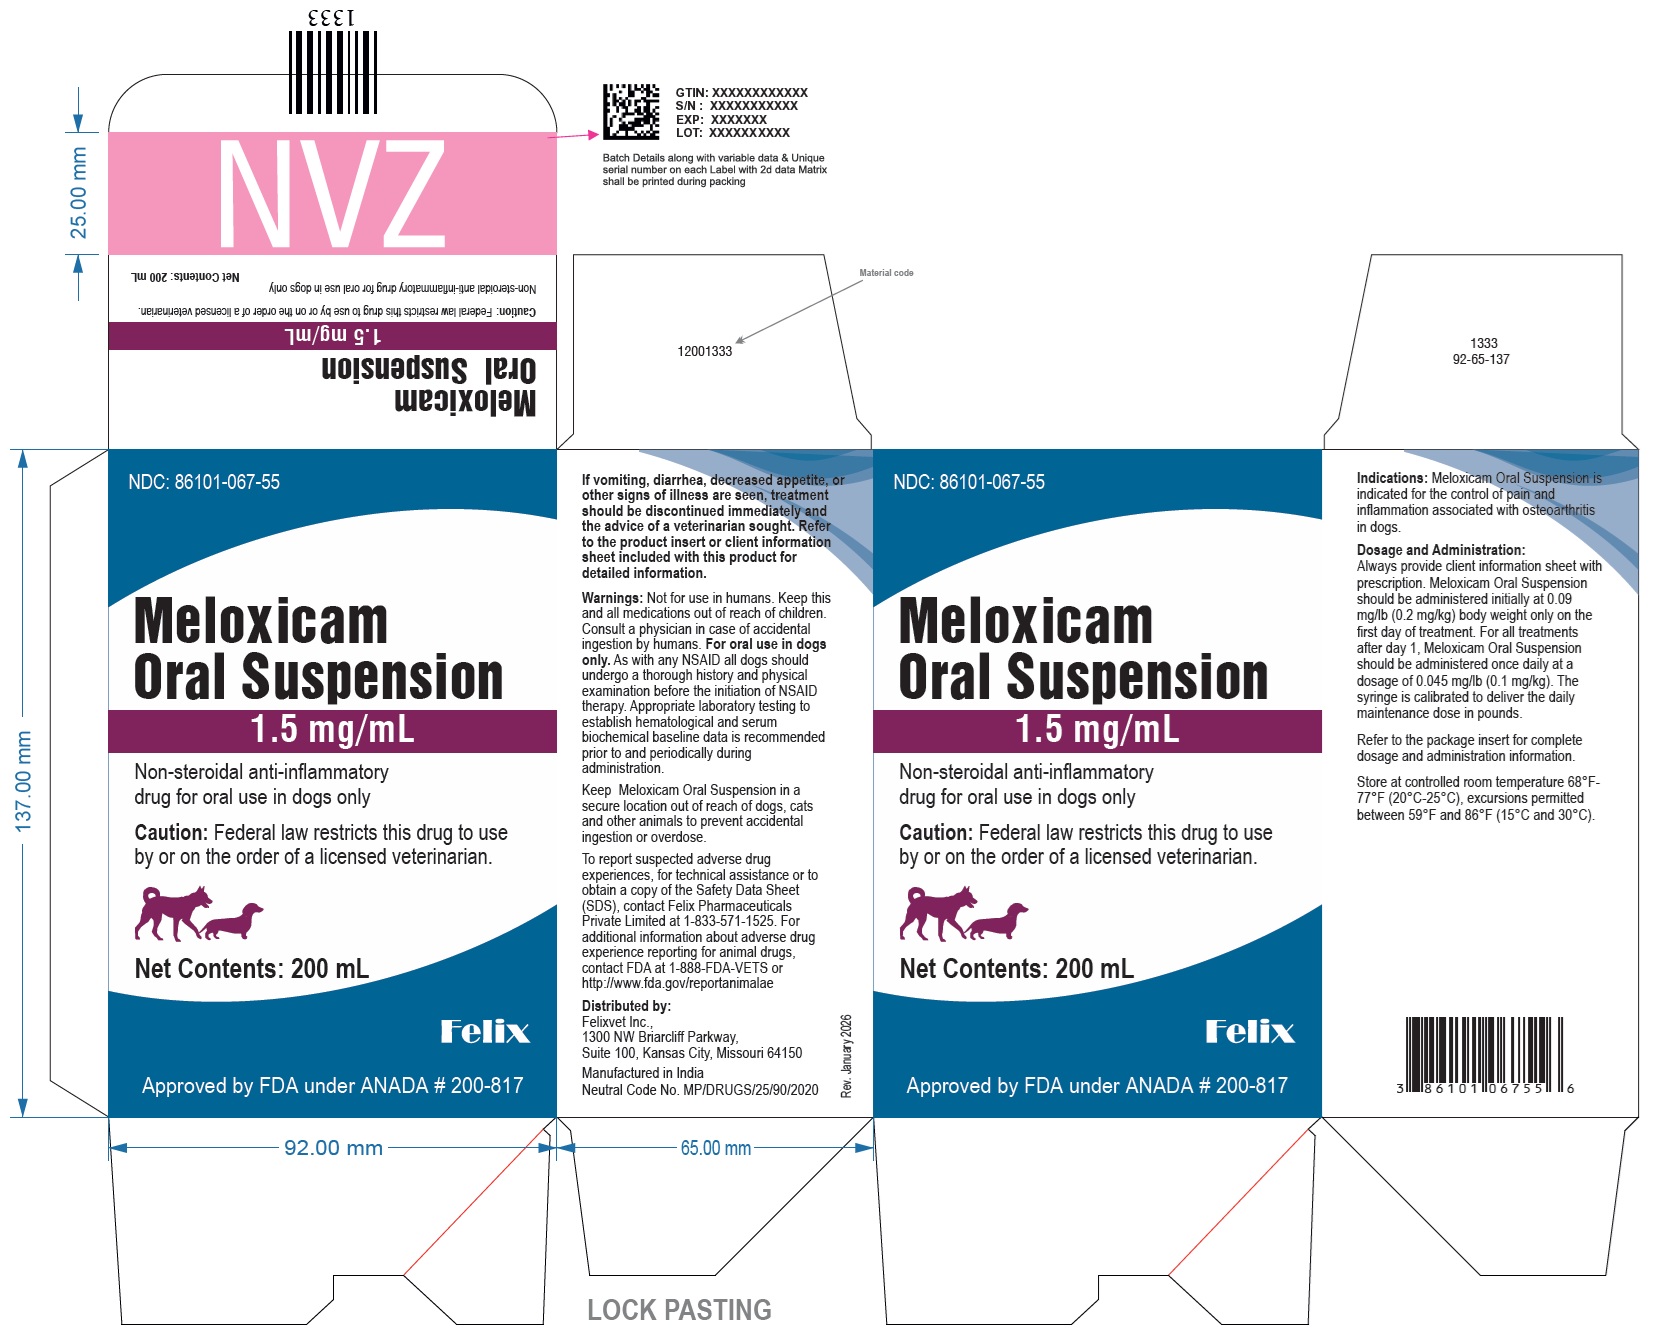 1333
GTIN: XXXXXXXXXXXX
S/N : XXXXXXXXXXX
EXP: XXXXXXX
LOT: XXXXXXXXXX
Batch Details along with variable data & Unique
serial number on each Label with 2d data Matrix
shall be printed during packing
25.00 mm
NVZ
Meloxicam
Oral Suspension
1.5 mg/mL
Caution: Federal law restricts this drug to use by or on the order of a licensed veterinarian.
Non-steroidal anti-inflammatory drug for oral use in dogs only
Net Contents: 200 mL
Material code
12001333
1333
92-65-137
137.00 mm
NDC: 86101-067-55
Meloxicam
Oral Suspension
1.5 mg/mL
Non-steroidal anti-inflammatory
drug for oral use in dogs only
Caution: Federal law restricts this drug to use
by or on the order of a licensed veterinarian.
Net Contents: 200 mL
Felix
Approved by FDA under ANADA # 200-817
If vomiting, diarrhea, decreased appetite, or
other signs of illness are seen, treatment
should be discontinued immediately and
the advice of a veterinarian sought. Refer
to the product insert or client information
sheet included with this product for
detailed information.
Warnings: Not for use in humans. Keep this
and all medications out of reach of children.
Consult a physician in case of accidental
ingestion by humans. For oral use in dogs
only. As with any NSAID all dogs should
undergo a thorough history and physical
examination before the initiation of NSAID
therapy. Appropriate laboratory testing to
establish hematological and serum
biochemical baseline data is recommended
prior to and periodically during
administration.
Keep Meloxicam Oral Suspension in a
secure location out of reach of dogs, cats
and other animals to prevent accidental
ingestion or overdose.
To report suspected adverse drug
experiences, for technical assistance or to
obtain a copy of the Safety Data Sheet
(SDS), contact Felix Pharmaceuticals
Private Limited at 1-833-571-1525. For
additional information about adverse drug
experience reporting for animal drugs,
contact FDA at 1-888-FDA-VETS or
http://www.fda.gov/reportanimalae
Distributed by:
Felixvet Inc.,
1300 NW Briarcliff Parkway,
Suite 100, Kansas City, Missouri 64150
Manufactured in India
Neutral Code No. MP/DRUGS/25/90/2020
Rev. January 2026
NDC: 86101-067-55
Meloxicam
Oral Suspension
1.5 mg/mL
Non-steroidal anti-inflammatory
drug for oral use in dogs only
Caution: Federal law restricts this drug to use
by or on the order of a licensed veterinarian.
Net Contents: 200 mL
Felix
Approved by FDA under ANADA # 200-817
Indications: Meloxicam Oral Suspension is
indicated for the control of pain and
inflammation associated with osteoarthritis
in dogs.
Dosage and Administration:
Always provide client information sheet with
prescription. Meloxicam Oral Suspension
should be administered initially at 0.09
mg/lb (0.2 mg/kg) body weight only on the
first day of treatment. For all treatments
after day 1, Meloxicam Oral Suspension
should be administered once daily at a
dosage of 0.045 mg/lb (0.1 mg/kg). The
syringe is calibrated to deliver the daily
maintenance dose in pounds.
Refer to the package insert for complete
dosage and administration information.
Store at controlled room temperature 68°F-
77°F (20°C-25°C), excursions permitted
between 59°F and 86°F (15°C and 30°C).
3 86101 06755 6
92.00 mm
65.00 mm
LOCK PASTING